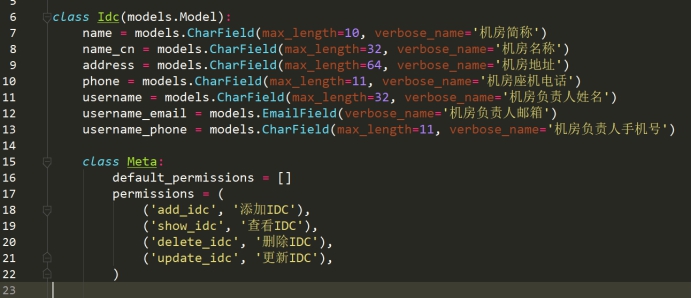 5
6 class Idc(models.Model):
7     name = models.CharField(max_length=10, verbose_name='机房简称')
8     name_cn = models.CharField(max_length=32, verbose_name='机房名称')
9     address = models.CharField(max_length=64, verbose_name='机房地址')
10     phone = models.CharField(max_length=11, verbose_name='机房座机电话')
11     username = models.CharField(max_length=32, verbose_name='机房负责人姓名')
12     username_email = models.EmailField(verbose_name='机房负责人邮箱')
13     username_phone = models.CharField(max_length=11, verbose_name='机房负责人手机号')
14
15     class Meta:
16         default_permissions = []
17         permissions = (
18             ('add_idc', '添加IDC'),
19             ('show_idc', '查看IDC'),
20             ('delete_idc', '删除IDC'),
21             ('update_idc', '更新IDC'),
22         )
23